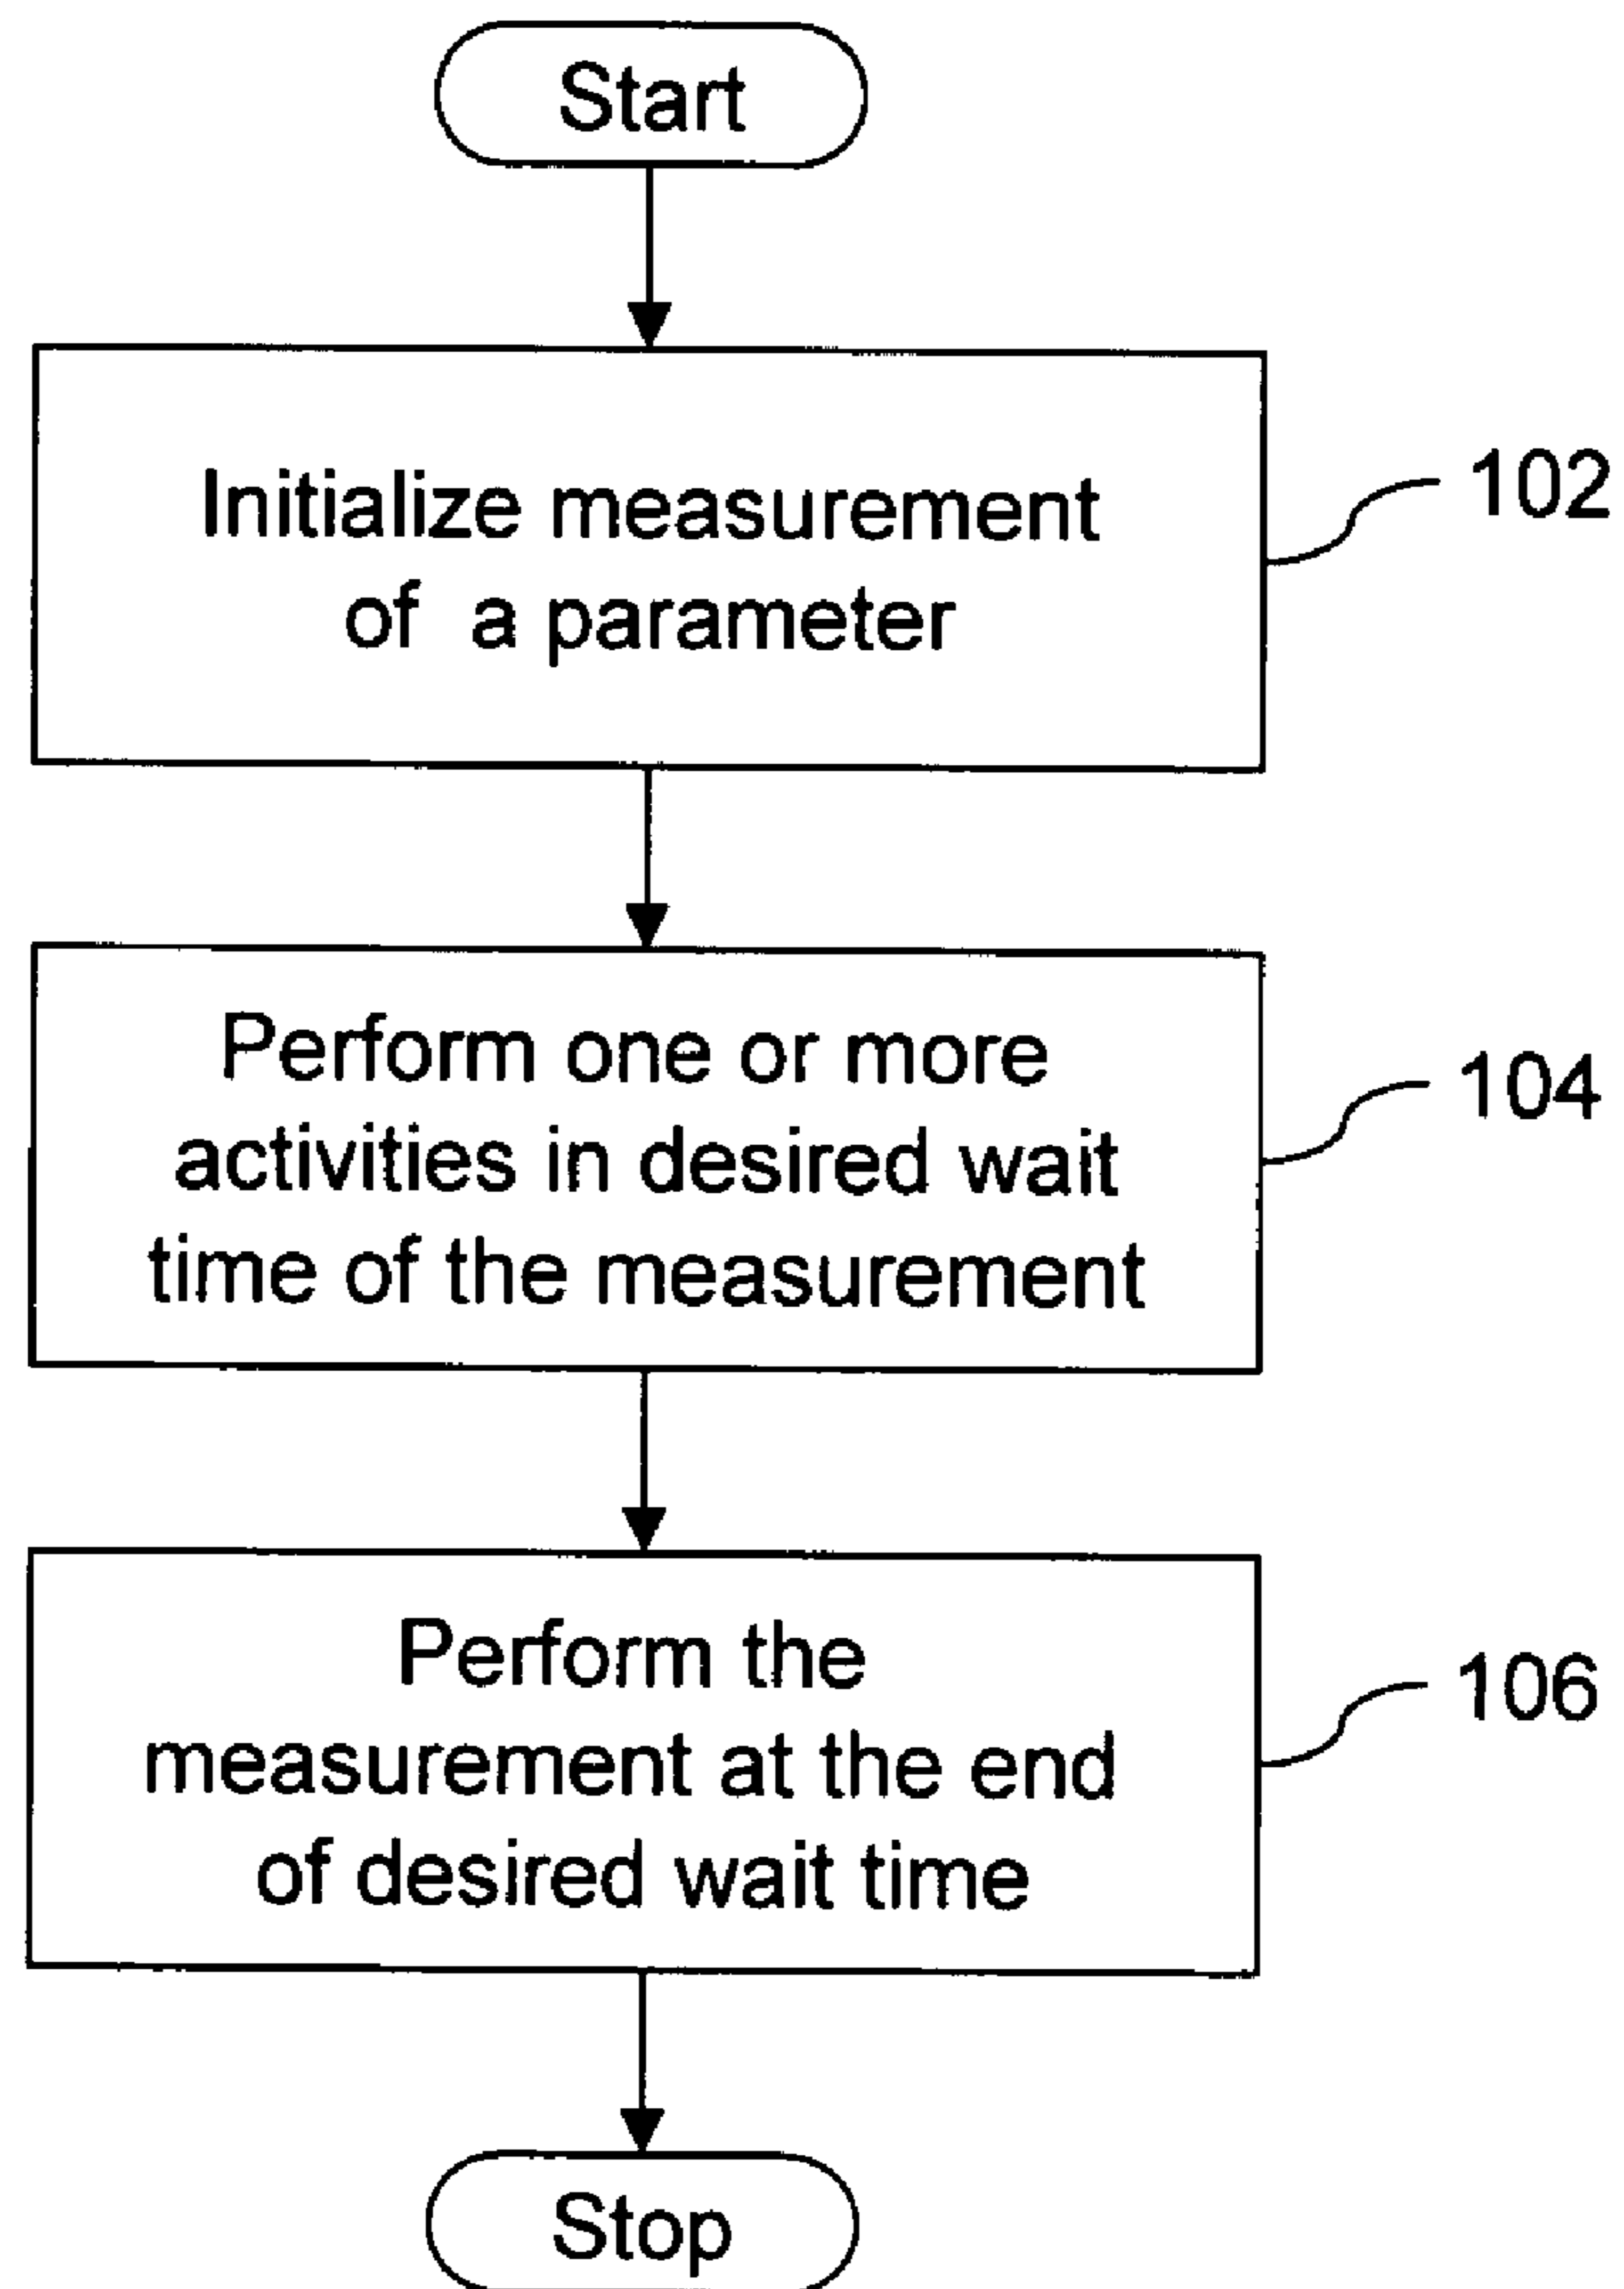 Start
Initialize measurement
of a parameter
102
Perform one or more
activities in desired wait
time of the measurement
104
Perform the
measurement at the end
of desired wait time
106
Stop